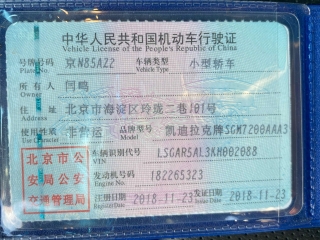 中华人民共和国机动车行驶证
Vehicle License of the People's Republic of China
号牌号码 京N85A22 车辆类型 小型轿车
Plate No. Vehicle Type
所有人 闫鸣
Owner
住址 北京市海淀区玲珑二巷101号
Address
使用性质 非营运 品牌型号 凯迪拉克牌SGM7200AAA3
Use Character Model
车辆识别代号 LSGAR5AL3KH002088
VIN
北京市公安局公安交通管理局
发动机号码 182265323
Engine No.
注册日期 2018-11-23 发证日期 2018-11-23
Register Date Issue Date